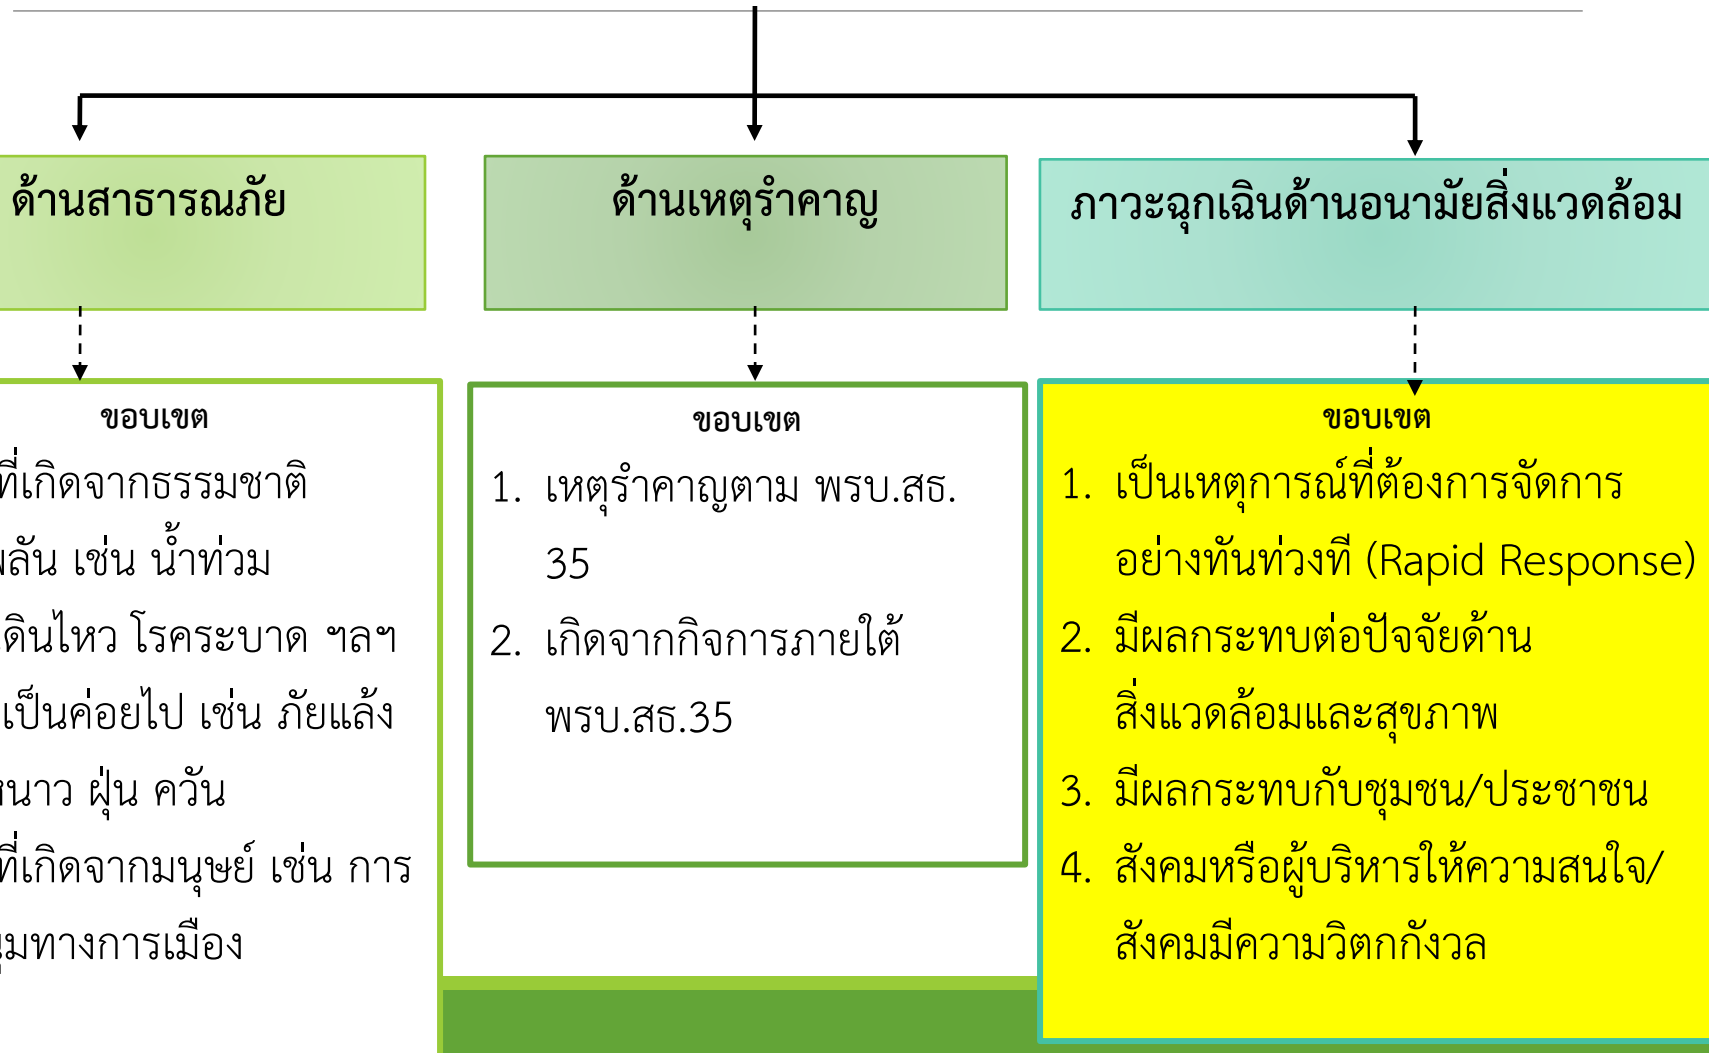 ด้านสาธารณภัย
ด้านเหตุรำคาญ
ภาวะฉุกเฉินด้านอนามัยสิ่งแวดล้อม
ขอบเขต
ที่เกิดจากธรรมชาติ
เช่น น้ำท่วม
ดินไหว โรคระบาด ฯลฯ
เป็นค่อยไป เช่น ภัยแล้ง
ฝุ่น ควัน
ที่เกิดจากมนุษย์ เช่น การ
ทางการเมือง
ขอบเขต
1. เหตุรำคาญตาม พรบ.สธ.
35
2. เกิดจากกิจการภายใต้
พรบ.สธ.35
ขอบเขต
1. เป็นเหตุการณ์ที่ต้องการจัดการ
อย่างทันท่วงที (Rapid Response)
2. มีผลกระทบต่อปัจจัยด้าน
สิ่งแวดล้อมและสุขภาพ
3. มีผลกระทบกับชุมชน/ประชาชน
4. สังคมหรือผู้บริหารให้ความสนใจ/
สังคมมีความวิตกกังวล